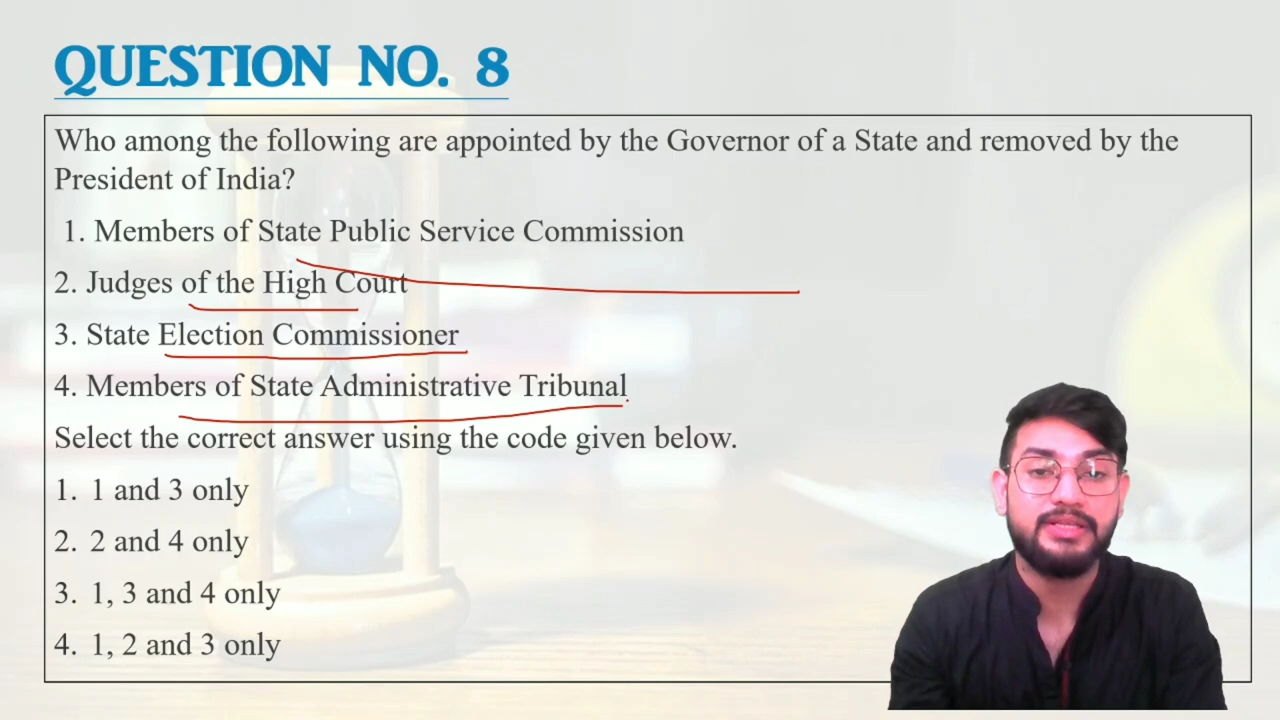 QUESTION NO. 8
Who among the following are appointed by the Governor of a State and removed by the
President of India?
1. Members of State Public Service Commission
2. Judges of the High Court
3. State Election Commissioner
4. Members of State Administrative Tribunal
Select the correct answer using the code given below.
1. 1 and 3 only
2. 2 and 4 only
3. 1, 3 and 4 only
4. 1, 2 and 3 only